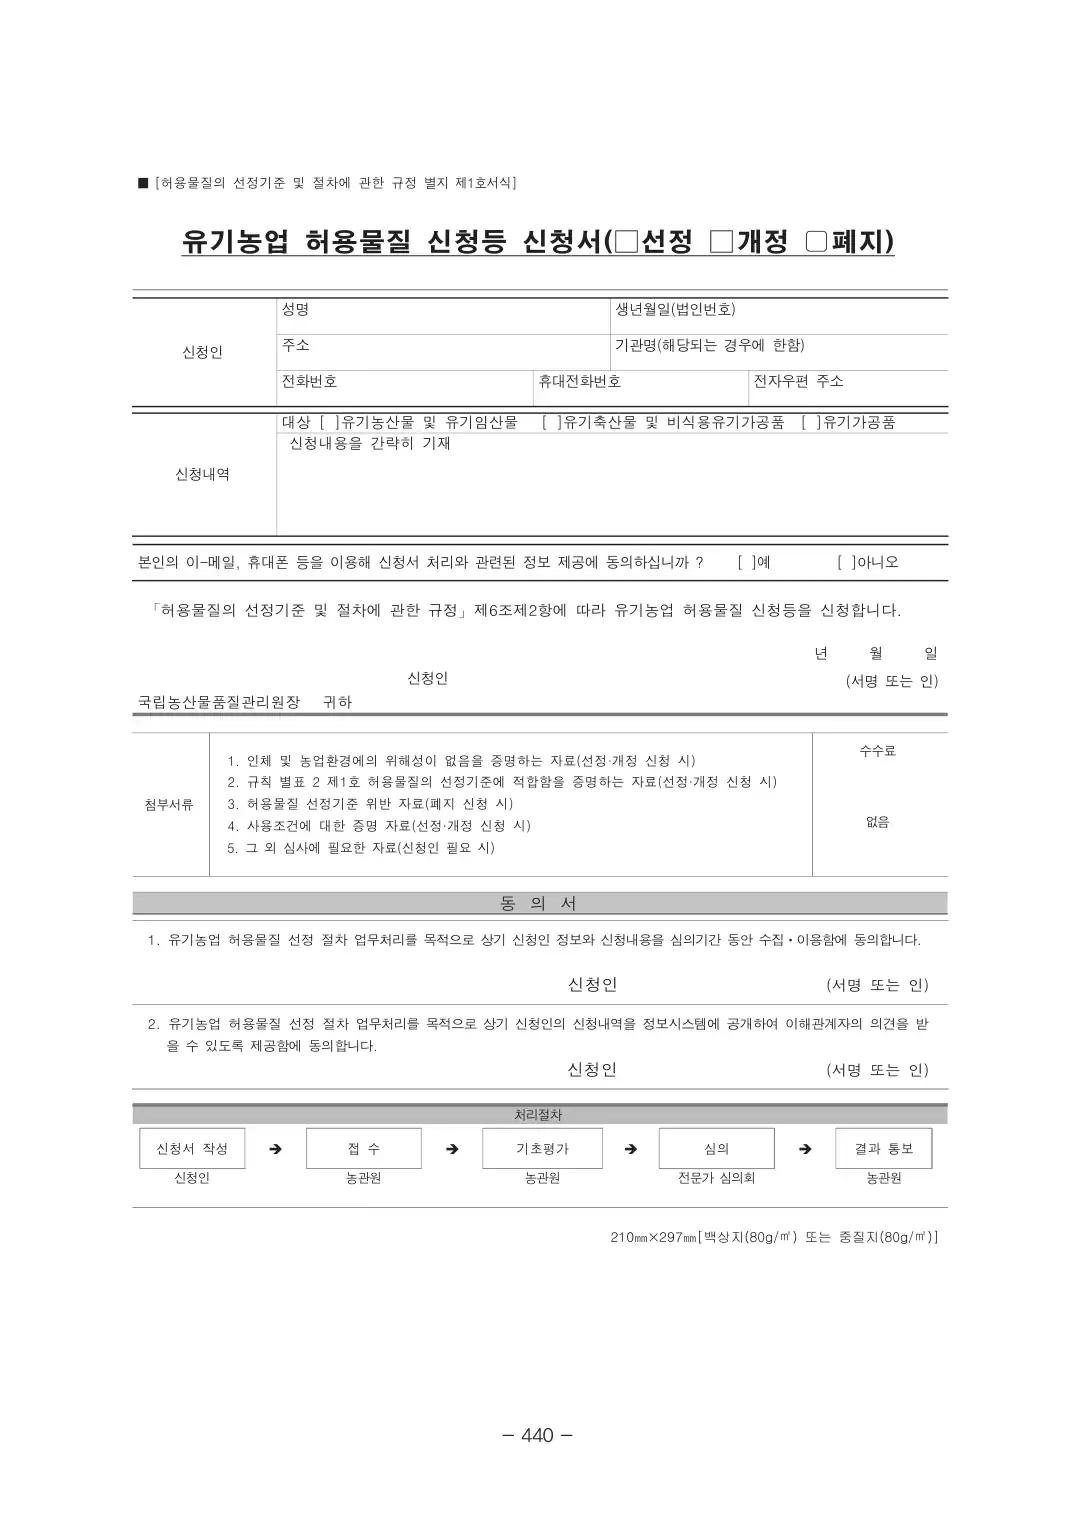 ■ [허용물질의 선정기준 및 절차에 관한 규정 별지 제1호서식]
유기농업 허용물질 신청등 신청서(□선정 □개정 ▢폐지)
신청인
성명
생년월일(법인번호)
주소
기관명(해당되는 경우에 한함)
전화번호
휴대전화번호
전자우편 주소
신청내역
대상 [ ]유기농산물 및 유기임산물 [ ]유기축산물 및 비식용유기가공품 [ ]유기가공품
신청내용을 간략히 기재
본인의 이-메일, 휴대폰 등을 이용해 신청서 처리와 관련된 정보 제공에 동의하십니까 ? [ ]예 [ ]아니오
「허용물질의 선정기준 및 절차에 관한 규정」제6조제2항에 따라 유기농업 허용물질 신청등을 신청합니다.
년 월 일
신청인 (서명 또는 인)
국립농산물품질관리원장 귀하
첨부서류
1. 인체 및 농업환경에의 위해성이 없음을 증명하는 자료(선정·개정 신청 시)
2. 규칙 별표 2 제1호 허용물질의 선정기준에 적합함을 증명하는 자료(선정·개정 신청 시)
3. 허용물질 선정기준 위반 자료(폐지 신청 시)
4. 사용조건에 대한 증명 자료(선정·개정 신청 시)
5. 그 외 심사에 필요한 자료(신청인 필요 시)
수수료
없음
동 의 서
1. 유기농업 허용물질 선정 절차 업무처리를 목적으로 상기 신청인 정보와 신청내용을 심의기간 동안 수집·이용함에 동의합니다.
신청인 (서명 또는 인)
2. 유기농업 허용물질 선정 절차 업무처리를 목적으로 상기 신청인의 신청내역을 정보시스템에 공개하여 이해관계자의 의견을 받
을 수 있도록 제공함에 동의합니다.
신청인 (서명 또는 인)
처리절차
신청서 작성 ➔ 접 수 ➔ 기초평가 ➔ 심의 ➔ 결과 통보
신청인 농관원 농관원 전문가 심의회 농관원
210㎜×297㎜[백상지(80g/㎡) 또는 중질지(80g/㎡)]
- 440 -